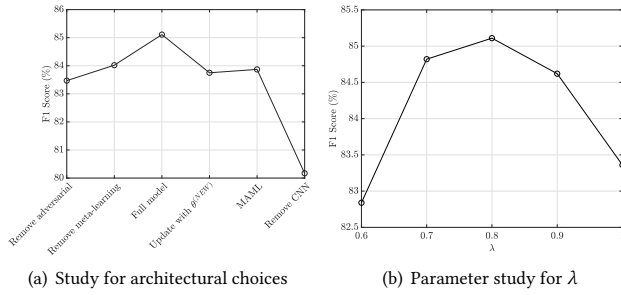 86
85
84
83
82
81
80
F1 Score (%)
Remove adversarial
Remove meta-learning
Full model
Update with θ(NEW)
MAML
Remove CNN
(a) Study for architectural choices
85.5
85
84.5
84
83.5
83
82.5
F1 Score (%)
0.6 0.7 0.8 0.9
λ
(b) Parameter study for λ